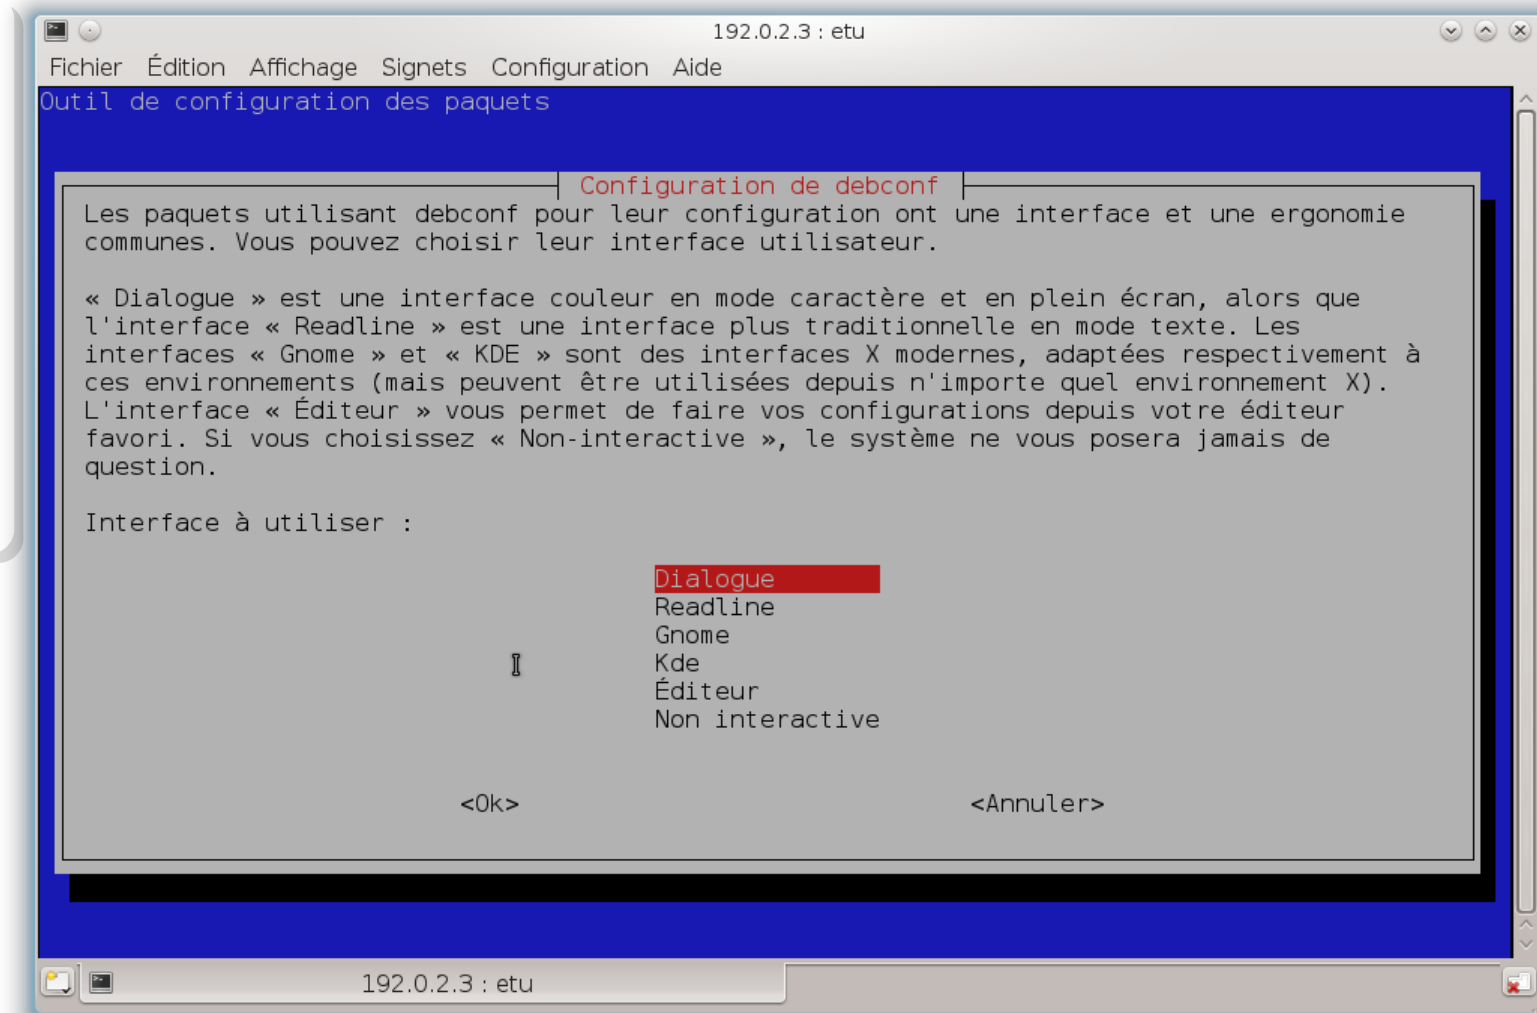 192.0.2.3 : etu
Fichier Édition Affichage Signets Configuration Aide
Outil de configuration des paquets
Configuration de debconf
Les paquets utilisant debconf pour leur configuration ont une interface et une ergonomie
communes. Vous pouvez choisir leur interface utilisateur.
« Dialogue » est une interface couleur en mode caractère et en plein écran, alors que
l'interface « Readline » est une interface plus traditionnelle en mode texte. Les
interfaces « Gnome » et « KDE » sont des interfaces X modernes, adaptées respectivement à
ces environnements (mais peuvent être utilisées depuis n'importe quel environnement X).
L'interface « Éditeur » vous permet de faire vos configurations depuis votre éditeur
favori. Si vous choisissez « Non-interactive », le système ne vous posera jamais de
question.
Interface à utiliser :
Dialogue
Readline
Gnome
Kde
Éditeur
Non interactive
<Ok> <Annuler>
192.0.2.3 : etu